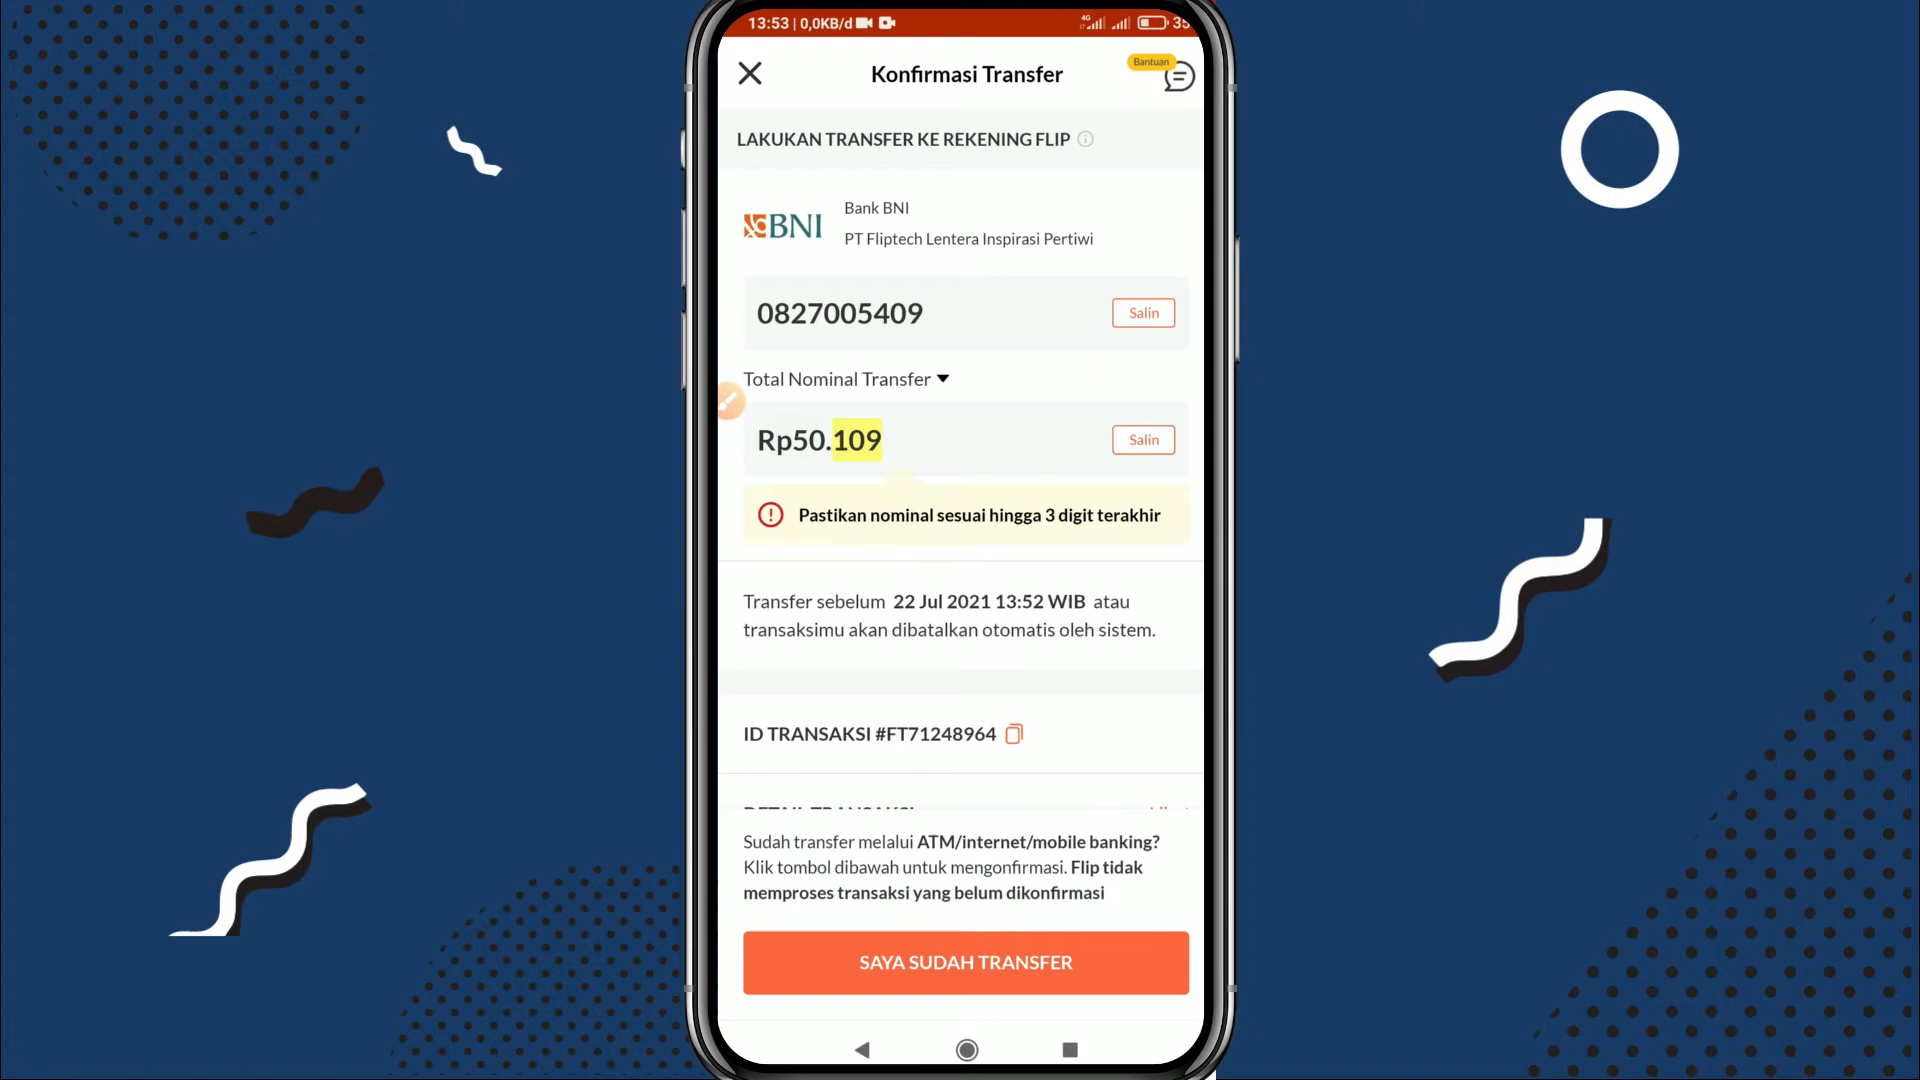 13:53 | 0,0KB/d
4G
35
Bantuan
Konfirmasi Transfer
LAKUKAN TRANSFER KE REKENING FLIP
BNI
Bank BNI
PT Fliptech Lentera Inspirasi Pertiwi
0827005409
Salin
Total Nominal Transfer
Rp50.109
Salin
Pastikan nominal sesuai hingga 3 digit terakhir
Transfer sebelum 22 Jul 2021 13:52 WIB atau
transaksimu akan dibatalkan otomatis oleh sistem.
ID TRANSAKSI #FT71248964
Sudah transfer melalui ATM/internet/mobile banking?
Klik tombol dibawah untuk mengonfirmasi. Flip tidak
memproses transaksi yang belum dikonfirmasi
SAYA SUDAH TRANSFER